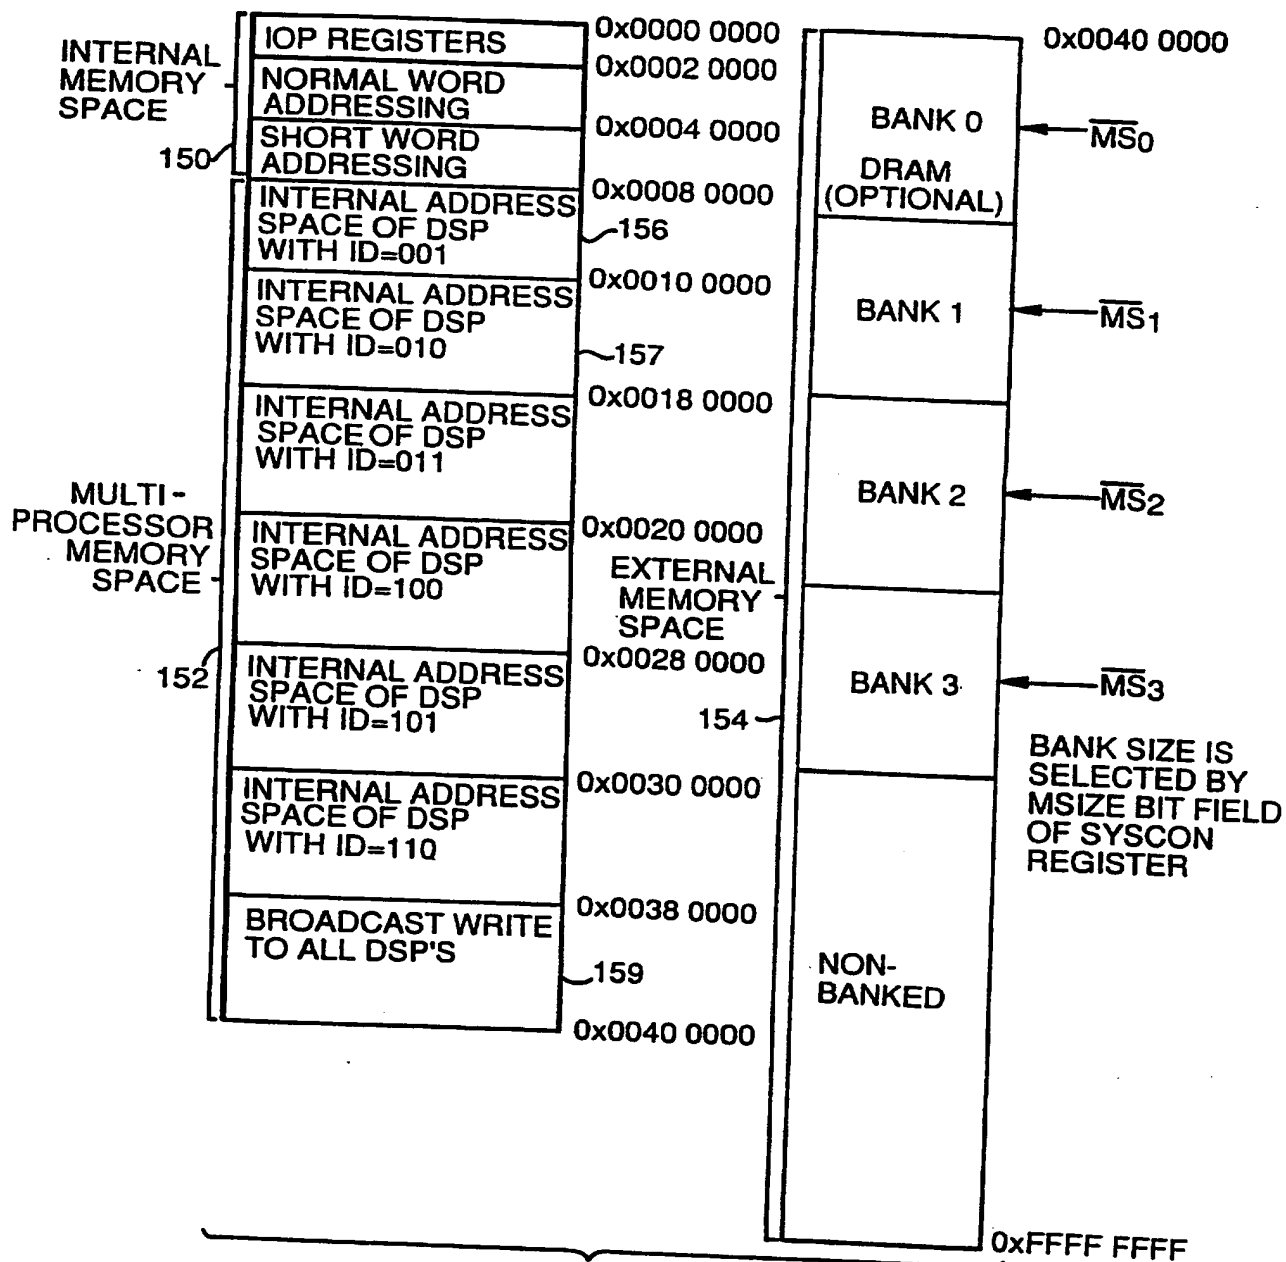 INTERNAL
MEMORY
SPACE
150
IOP REGISTERS
0x0000 0000
NORMAL WORD
ADDRESSING
0x0002 0000
SHORT WORD
ADDRESSING
0x0004 0000
MULTI-
PROCESSOR
MEMORY
SPACE
152
INTERNAL ADDRESS
SPACE OF DSP
WITH ID=001
0x0008 0000
156
INTERNAL ADDRESS
SPACE OF DSP
WITH ID=010
0x0010 0000
157
INTERNAL ADDRESS
SPACE OF DSP
WITH ID=011
0x0018 0000
INTERNAL ADDRESS
SPACE OF DSP
WITH ID=100
0x0020 0000
INTERNAL ADDRESS
SPACE OF DSP
WITH ID=101
0x0028 0000
INTERNAL ADDRESS
SPACE OF DSP
WITH ID=110
0x0030 0000
BROADCAST WRITE
TO ALL DSP'S
0x0038 0000
159
0x0040 0000
EXTERNAL
MEMORY
SPACE
154
0x0040 0000
BANK 0
DRAM
(OPTIONAL)
M̅S̅0
BANK 1
M̅S̅1
BANK 2
M̅S̅2
BANK 3
M̅S̅3
BANK SIZE IS
SELECTED BY
MSIZE BIT FIELD
OF SYSCON
REGISTER
NON-
BANKED
0xFFFF FFFF